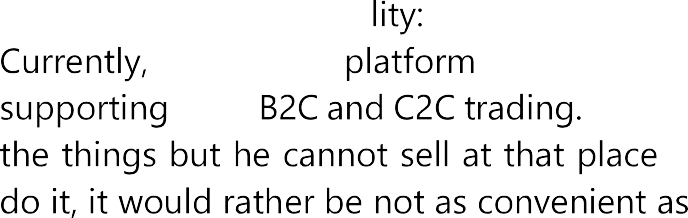 lity:
Currently, platform
supporting B2C and C2C trading.
the things but he cannot sell at that place
do it, it would rather be not as convenient as